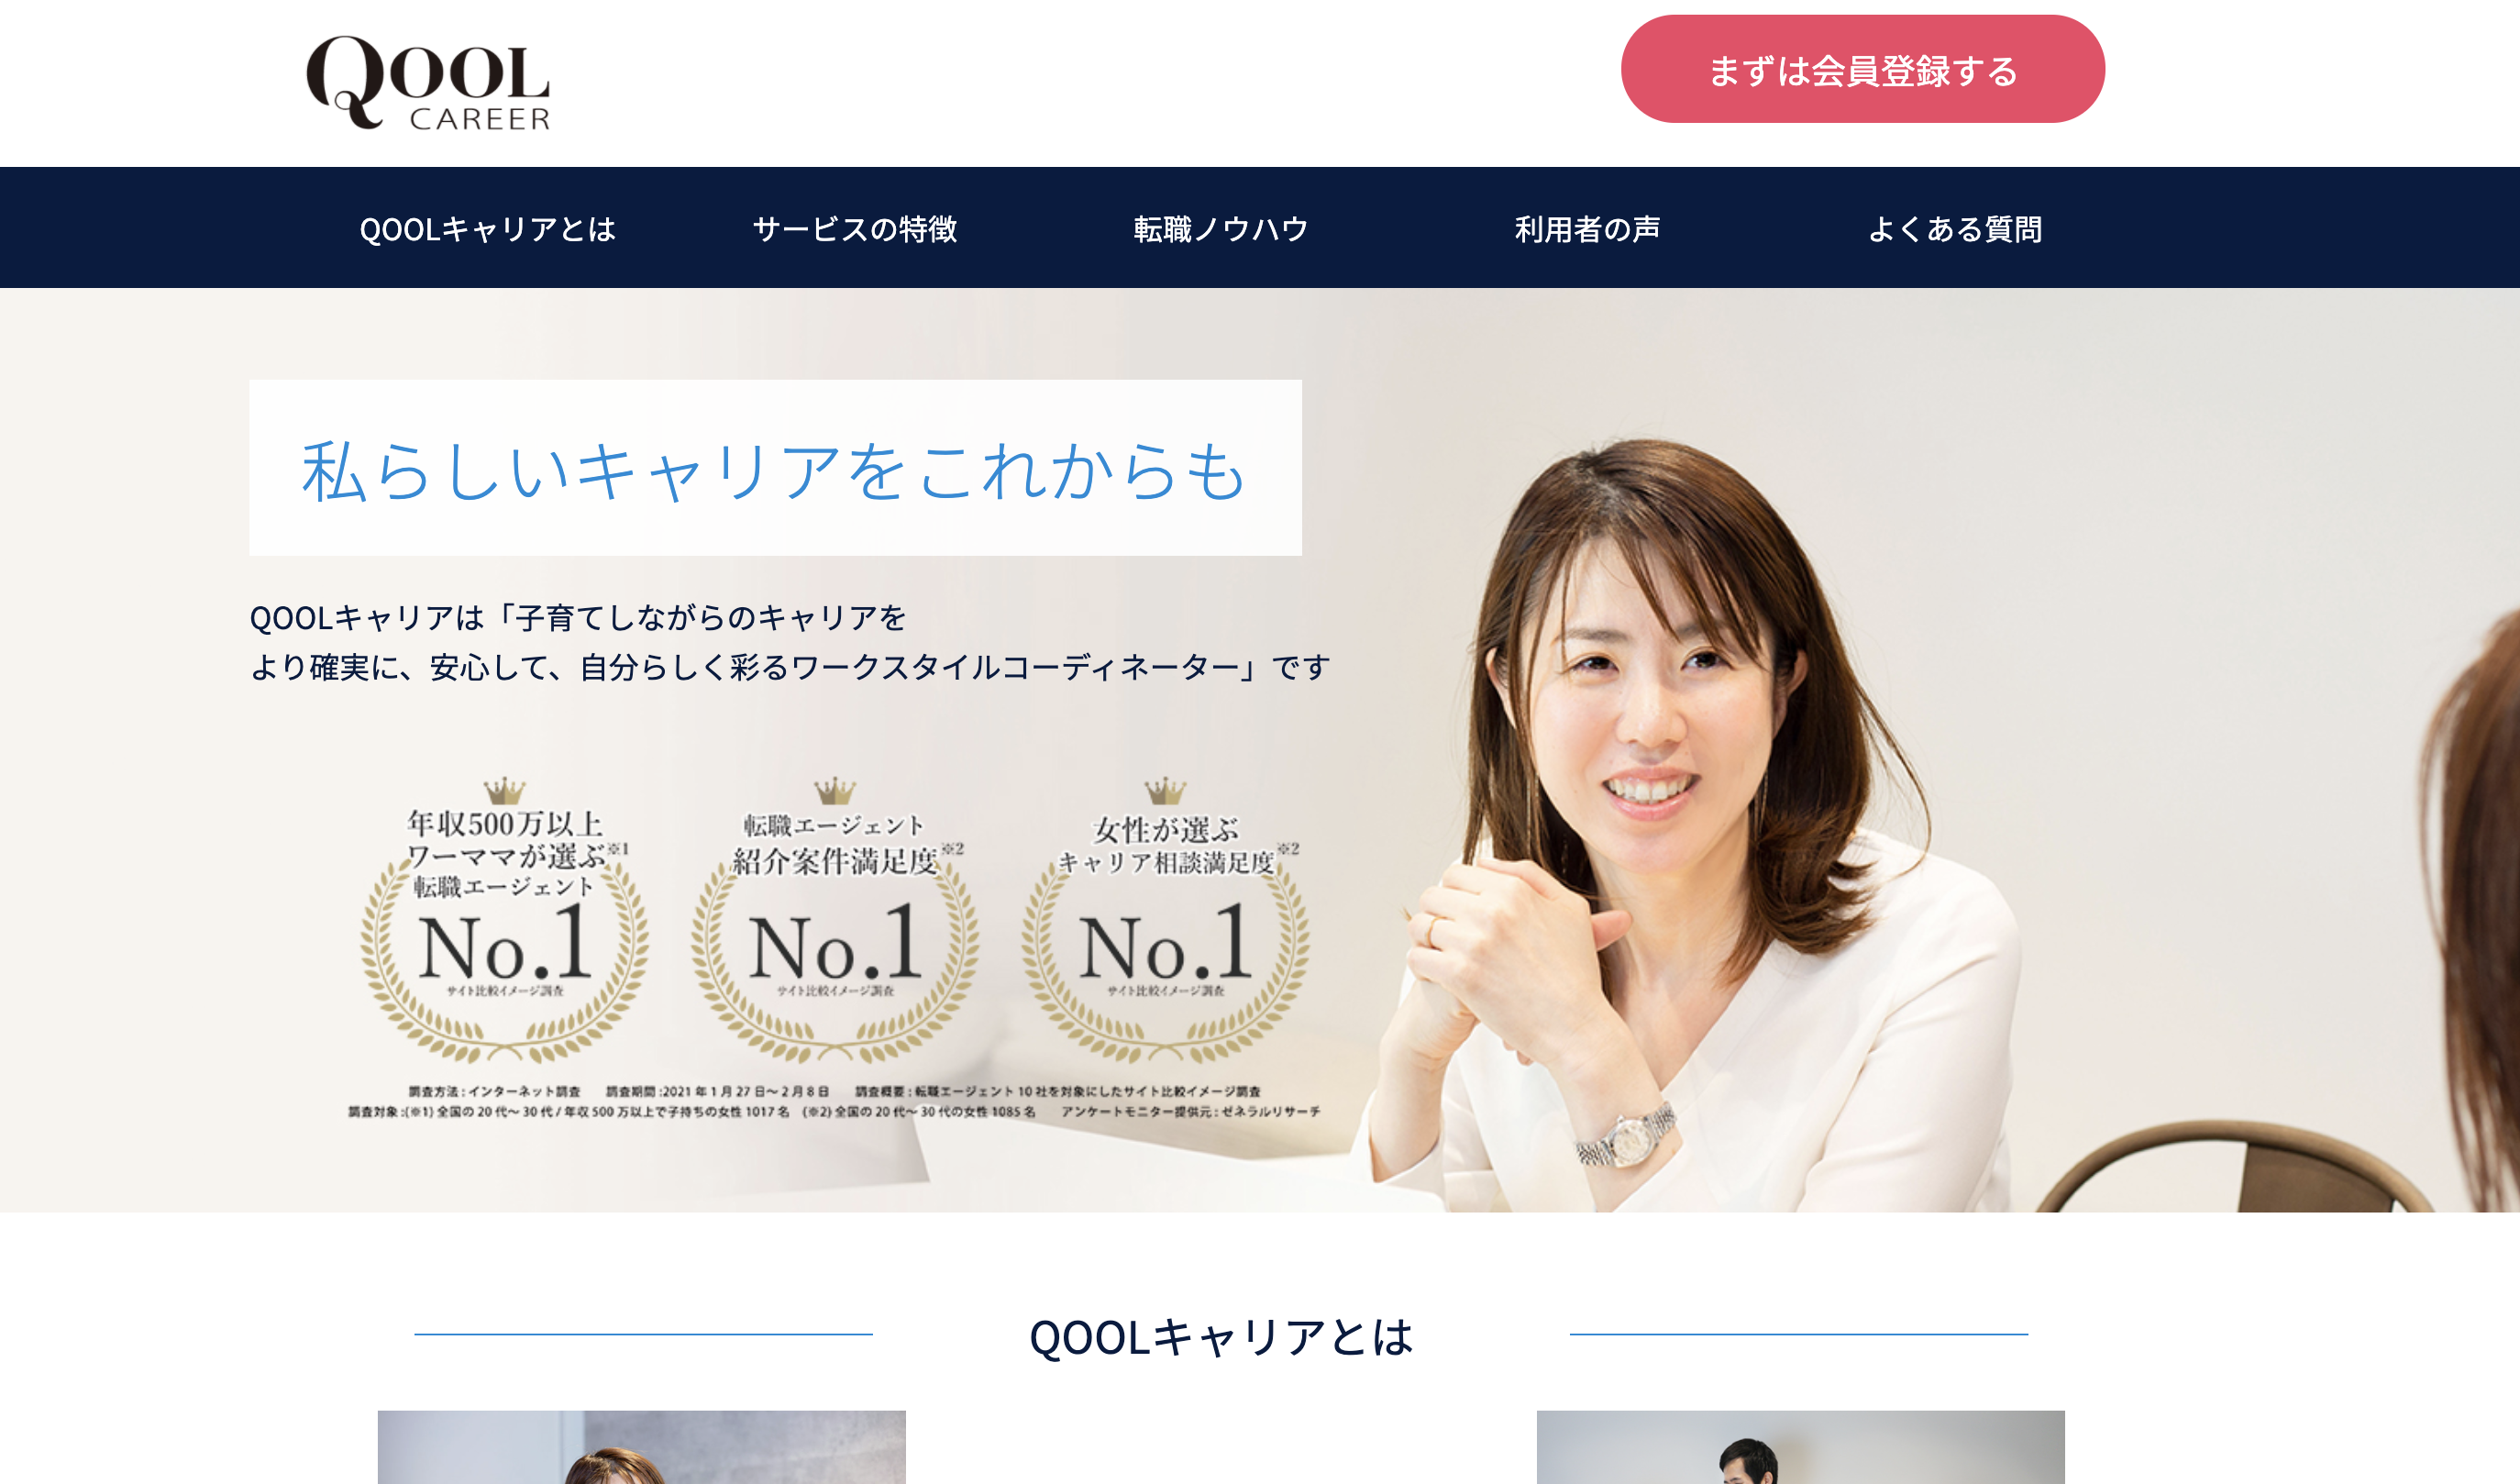 QOOL
CAREER
まずは会員登録する
QOOLキャリアとは
サービスの特徴
転職ノウハウ
利用者の声
よくある質問
私らしいキャリアをこれからも
QOOLキャリアは「子育てしながらのキャリアを
より確実に、安心して、自分らしく彩るワークスタイルコーディネーター」です
年収500万以上
ワーママが選ぶ※1
転職エージェント
No.1
サイト比較イメージ調査
転職エージェント
紹介案件満足度※2
No.1
サイト比較イメージ調査
女性が選ぶ
キャリア相談満足度※2
No.1
サイト比較イメージ調査
調査方法：インターネット調査　調査期間：2021年1月27日〜2月8日　調査概要：転職エージェント10社を対象にしたサイト比較イメージ調査
調査対象：(※1)全国の20代〜30代/年収500万以上で子持ちの女性1017名　(※2)全国の20代〜30代の女性1085名　アンケートモニター提供元：ゼネラルリサーチ
QOOLキャリアとは